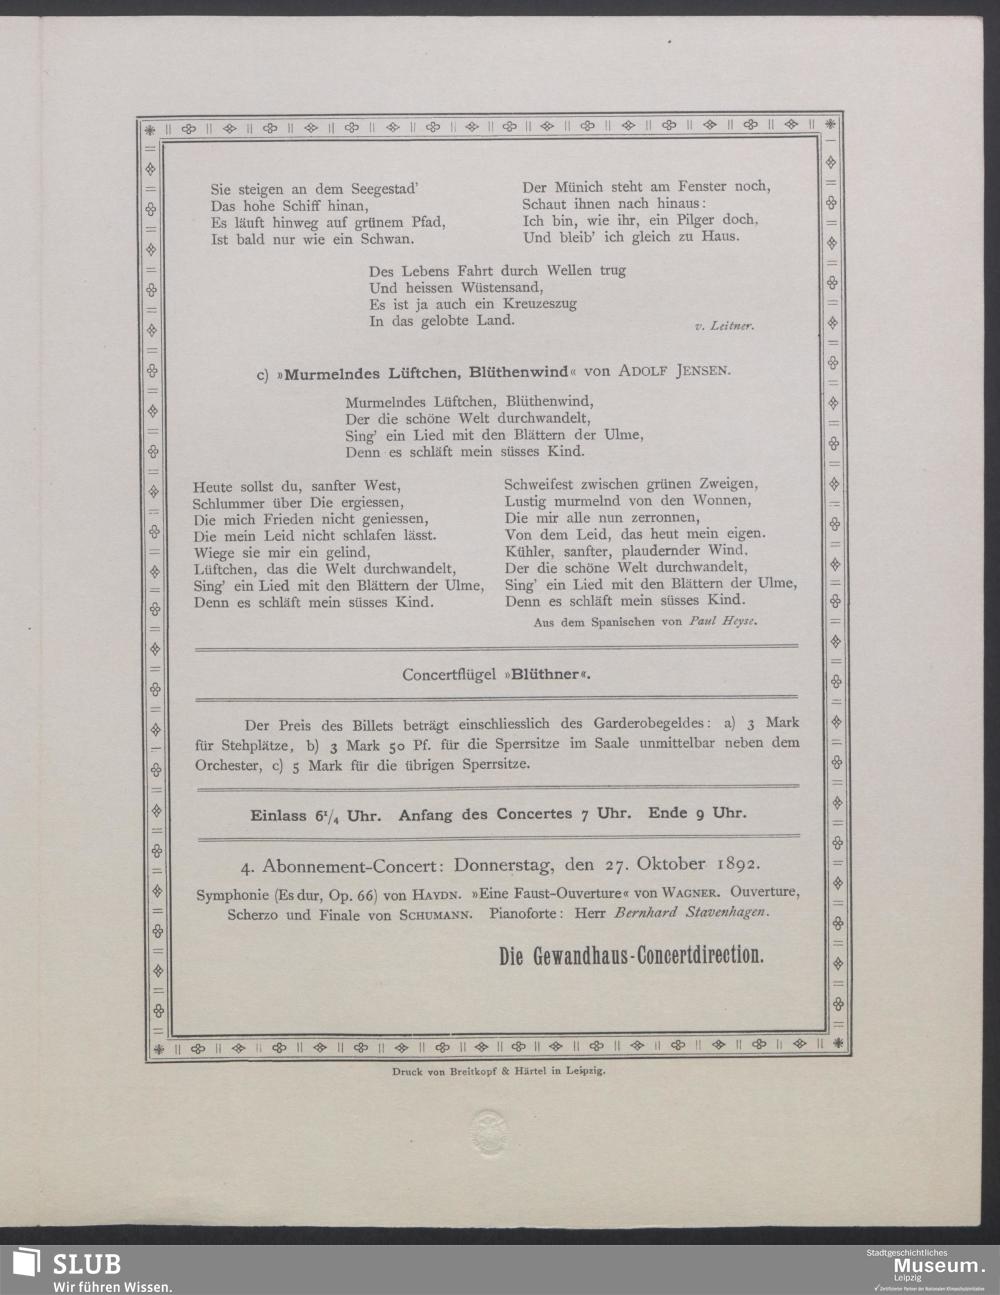 Sie steigen an dem Seegestad'
Das hohe Schiff hinan,
Es läuft hinweg auf grünem Pfad,
Ist bald nur wie ein Schwan.
Der Münich steht am Fenster noch,
Schaut ihnen nach hinaus:
Ich bin, wie ihr, ein Pilger doch,
Und bleib' ich gleich zu Haus.
Des Lebens Fahrt durch Wellen trug
Und heissen Wüstensand,
Es ist ja auch ein Kreuzeszug
In das gelobte Land.
v. Leitner.
c) »Murmelndes Lüftchen, Blüthenwind« von ADOLF JENSEN.
Murmelndes Lüftchen, Blüthenwind,
Der die schöne Welt durchwandelt,
Sing' ein Lied mit den Blättern der Ulme,
Denn es schläft mein süsses Kind.
Heute sollst du, sanfter West,
Schlummer über Die ergiessen,
Die mich Frieden nicht geniessen,
Die mein Leid nicht schlafen lässt.
Wiege sie mir ein gelind,
Lüftchen, das die Welt durchwandelt,
Sing' ein Lied mit den Blättern der Ulme,
Denn es schläft mein süsses Kind.
Schweifest zwischen grünen Zweigen,
Lustig murmelnd von den Wonnen,
Die mir alle nun zerronnen,
Von dem Leid, das heut mein eigen.
Kühler, sanfter, plaudernder Wind,
Der die schöne Welt durchwandelt,
Sing' ein Lied mit den Blättern der Ulme,
Denn es schläft mein süsses Kind.
Aus dem Spanischen von Paul Heyse.
Concertflügel »Blüthner«.
Der Preis des Billets beträgt einschliesslich des Garderobegeldes: a) 3 Mark
für Stehplätze, b) 3 Mark 50 Pf. für die Sperrsitze im Saale unmittelbar neben dem
Orchester, c) 5 Mark für die übrigen Sperrsitze.
Einlass 6¹/₄ Uhr. Anfang des Concertes 7 Uhr. Ende 9 Uhr.
4. Abonnement-Concert: Donnerstag, den 27. Oktober 1892.
Symphonie (Es dur, Op. 66) von HAYDN. »Eine Faust-Ouverture« von WAGNER. Ouverture,
Scherzo und Finale von SCHUMANN. Pianoforte: Herr Bernhard Stavenhagen.
Die Gewandhaus-Concertdirection.
Druck von Breitkopf & Härtel in Leipzig.
SLUB
Wir führen Wissen.
Stadtgeschichtliches
Museum.
Leipzig
Zertifizierter Partner der Nationalen Klimaschutzinitiative